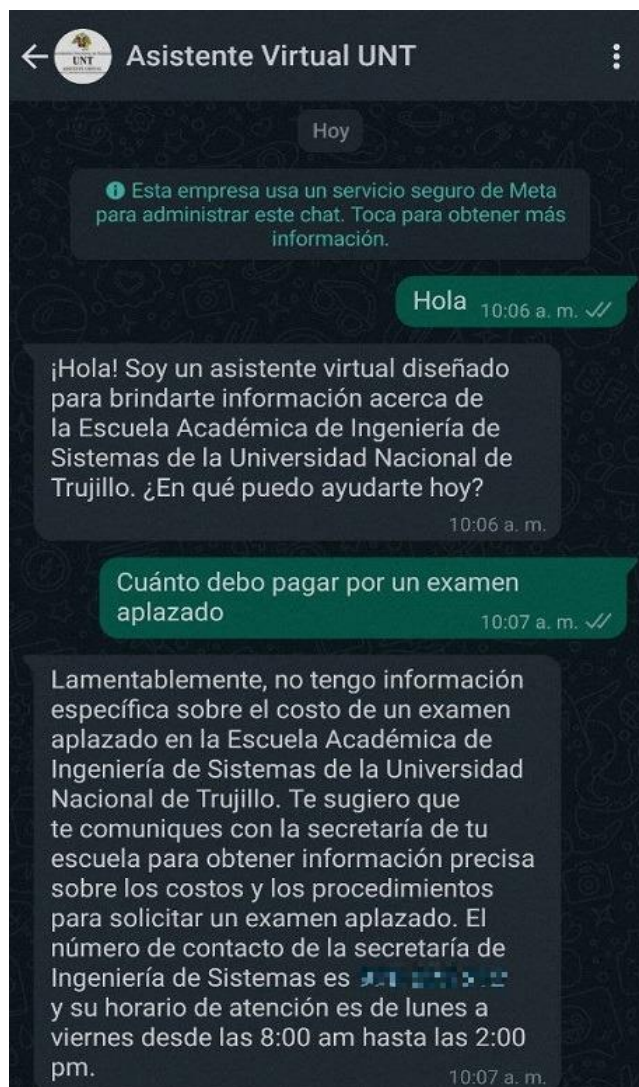 UNT
Asistente Virtual UNT
Hoy
Esta empresa usa un servicio seguro de Meta
para administrar este chat. Toca para obtener más
información.
Hola 10:06 a. m.
¡Hola! Soy un asistente virtual diseñado
para brindarte información acerca de
la Escuela Académica de Ingeniería de
Sistemas de la Universidad Nacional de
Trujillo. ¿En qué puedo ayudarte hoy?
10:06 a. m.
Cuánto debo pagar por un examen
aplazado
10:07 a. m.
Lamentablemente, no tengo información
específica sobre el costo de un examen
aplazado en la Escuela Académica de
Ingeniería de Sistemas de la Universidad
Nacional de Trujillo. Te sugiero que
te comuniques con la secretaría de tu
escuela para obtener información precisa
sobre los costos y los procedimientos
para solicitar un examen aplazado. El
número de contacto de la secretaría de
Ingeniería de Sistemas es
y su horario de atención es de lunes a
viernes desde las 8:00 am hasta las 2:00
pm.
10:07 a. m.